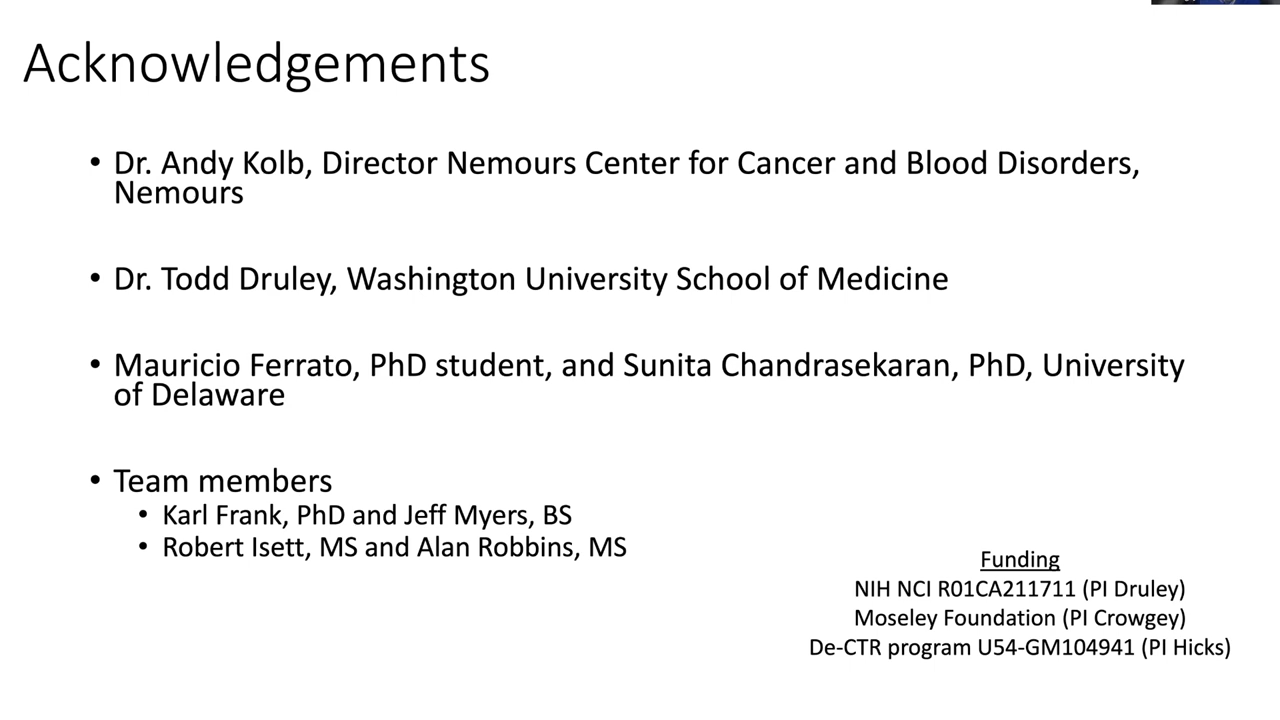 Acknowledgements
• Dr. Andy Kolb, Director Nemours Center for Cancer and Blood Disorders,
Nemours
• Dr. Todd Druley, Washington University School of Medicine
• Mauricio Ferrato, PhD student, and Sunita Chandrasekaran, PhD, University
of Delaware
• Team members
• Karl Frank, PhD and Jeff Myers, BS
• Robert Isett, MS and Alan Robbins, MS
Funding
NIH NCI R01CA211711 (PI Druley)
Moseley Foundation (PI Crowgey)
De-CTR program U54-GM104941 (PI Hicks)